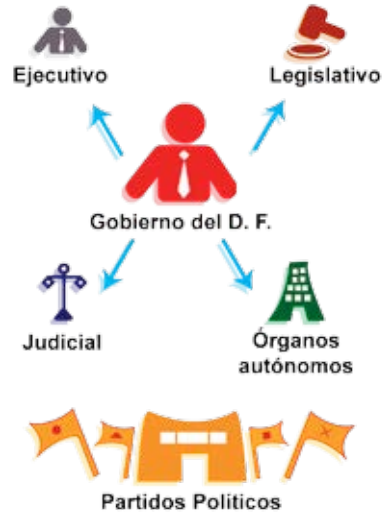 Ejecutivo
Legislativo
Gobierno del D. F.
Judicial
Órganos
autónomos
Partidos Políticos